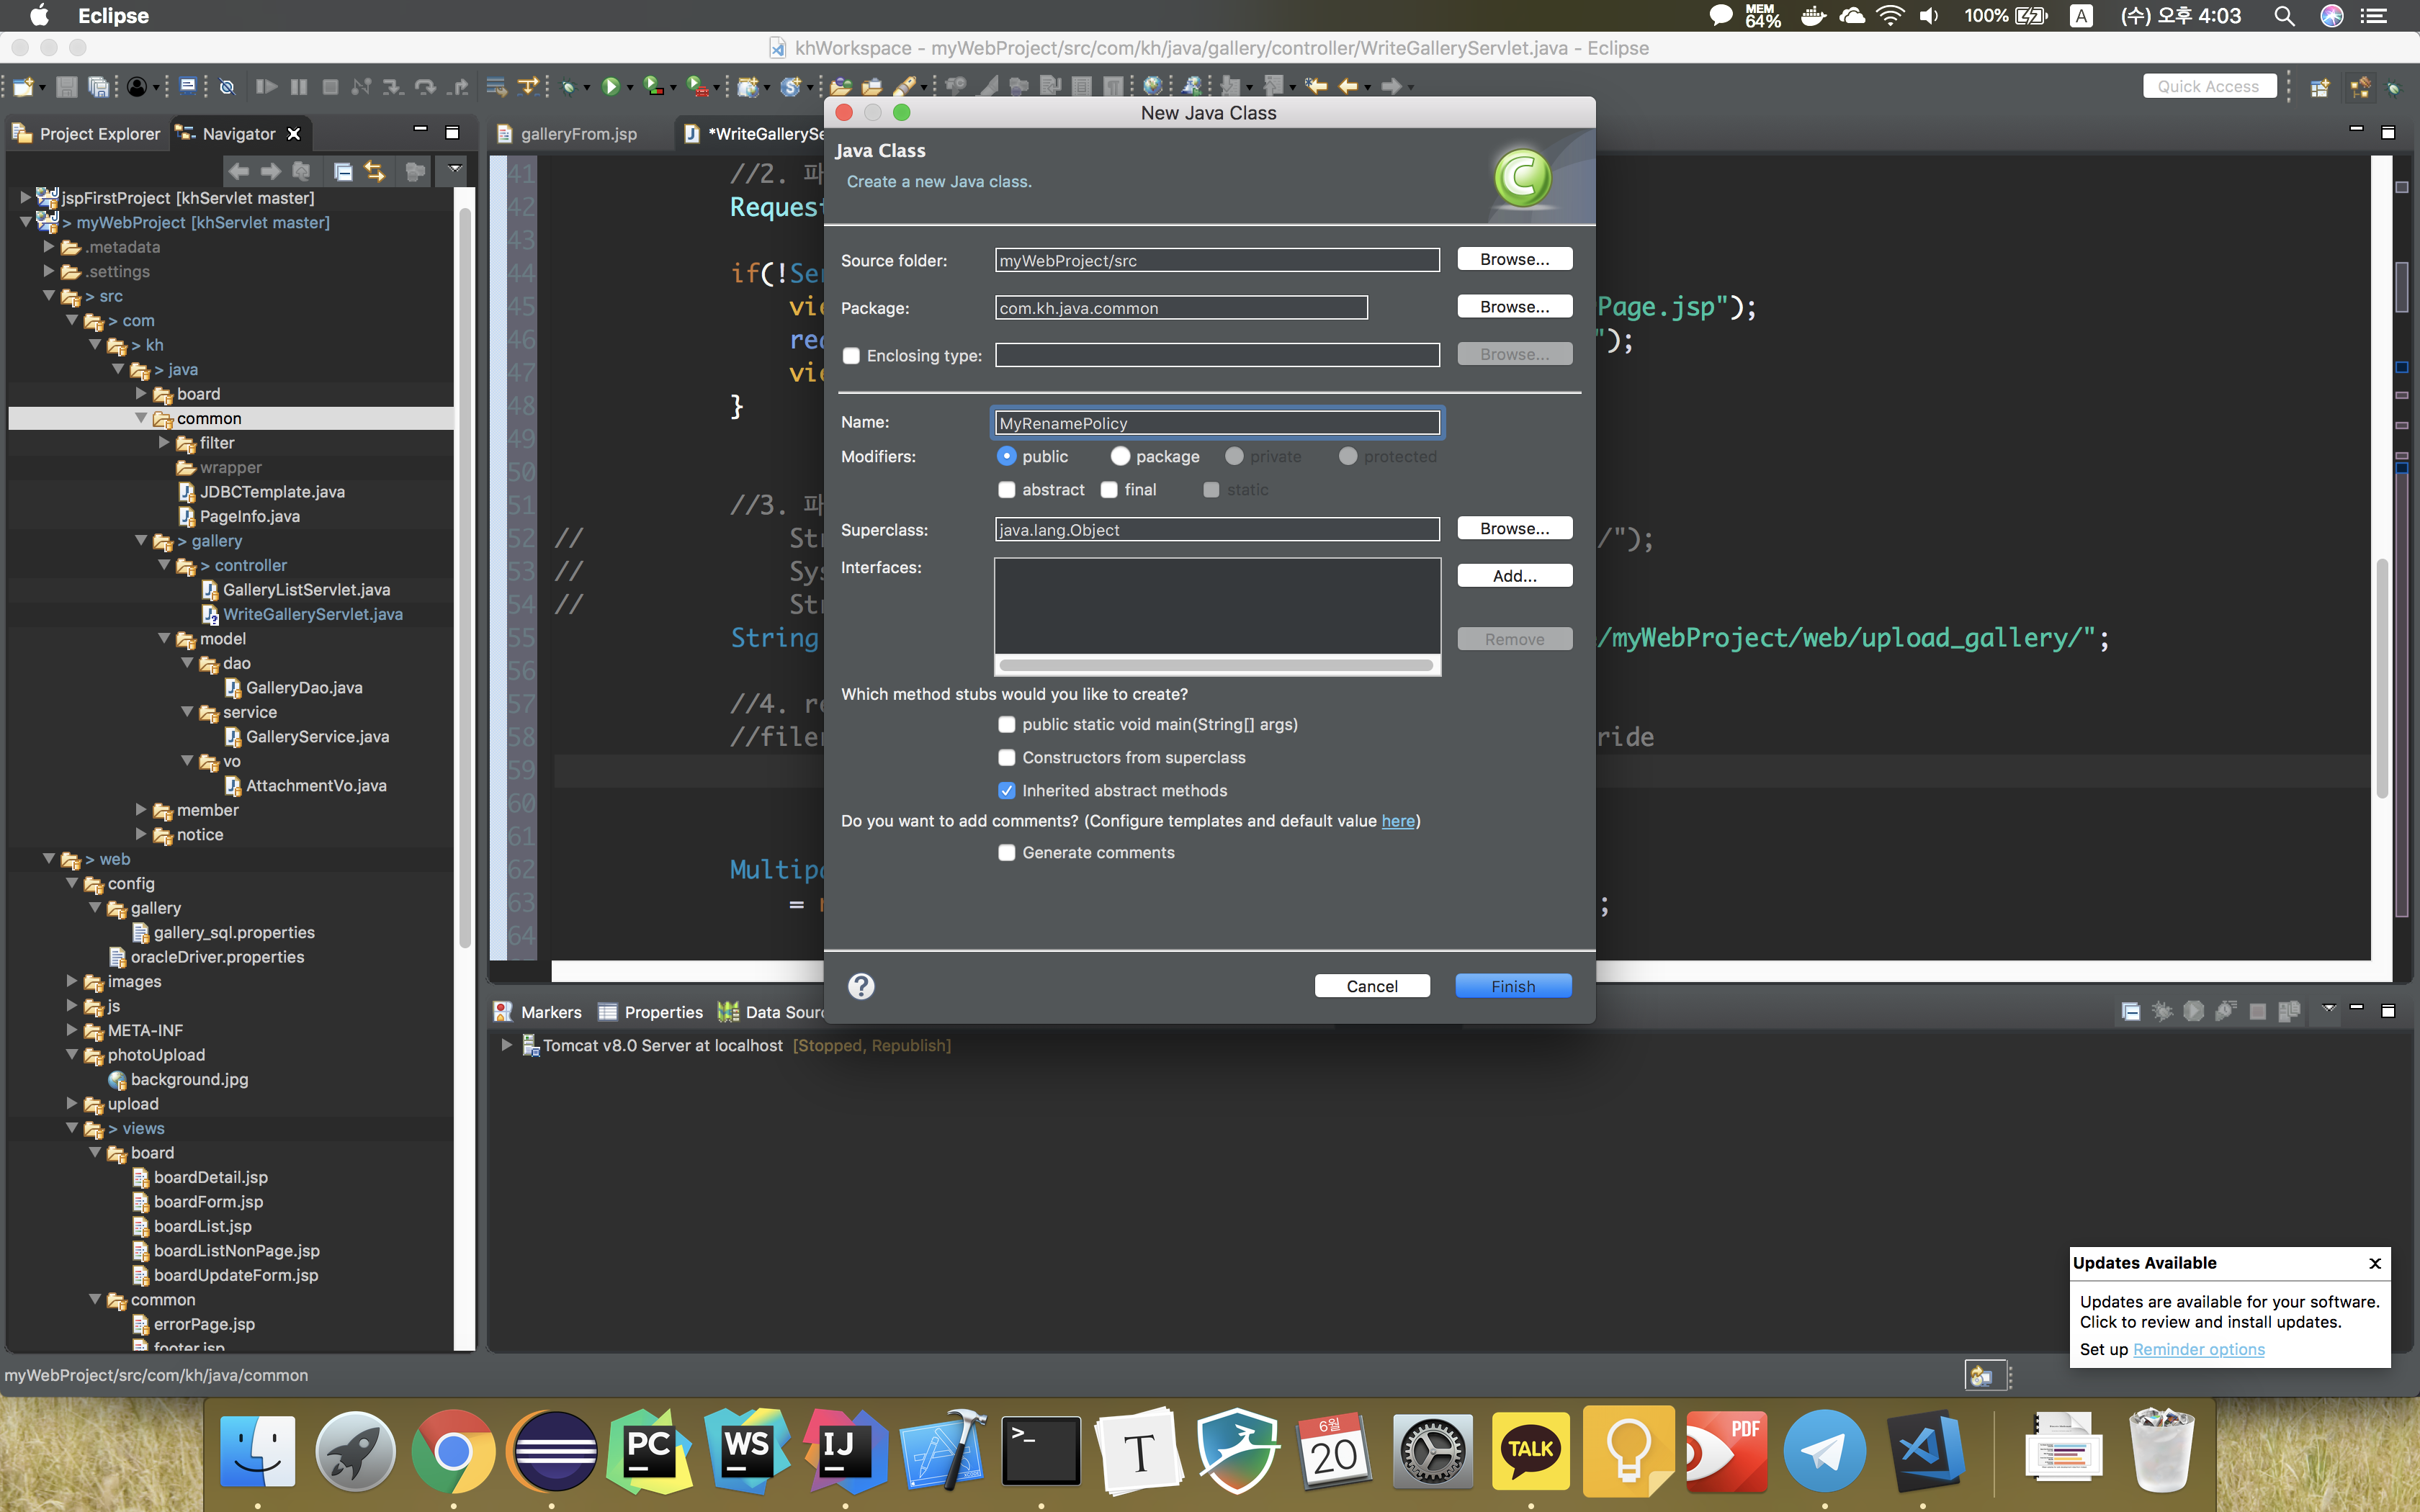 Eclipse
MEM
64%
100%
A
(수) 오후 4:03
khWorkspace - myWebProject/src/com/kh/java/gallery/controller/WriteGalleryServlet.java - Eclipse
Quick Access
Project Explorer
Navigator
galleryFrom.jsp
*WriteGallerySe
jspFirstProject [khServlet master]
> myWebProject [khServlet master]
.metadata
.settings
> src
> com
> kh
> java
board
common
filter
wrapper
JDBCTemplate.java
PageInfo.java
> gallery
> controller
GalleryListServlet.java
WriteGalleryServlet.java
model
dao
GalleryDao.java
service
GalleryService.java
vo
AttachmentVo.java
member
notice
> web
config
gallery
gallery_sql.properties
oracleDriver.properties
images
js
META-INF
photoUpload
background.jpg
upload
> views
board
boardDetail.jsp
boardForm.jsp
boardList.jsp
boardListNonPage.jsp
boardUpdateForm.jsp
common
errorPage.jsp
footer.jsp
41 //2.
42 Request
43
44 if(!Ser
45 vie Page.jsp");
46 req ");
47 vie
48 }
49
50
51 //3.
52 // Str /");
53 // Sys
54 // Str
55 String /myWebProject/web/upload_gallery/";
56
57 //4. re
58 //filer ride
59
60
61
62 Multipa
63 = ;
64
New Java Class
Java Class
Create a new Java class.
Source folder: myWebProject/src Browse...
Package: com.kh.java.common Browse...
Enclosing type: Browse...
Name: MyRenamePolicy
Modifiers: public package private protected
abstract final static
Superclass: java.lang.Object Browse...
Interfaces: Add...
Remove
Which method stubs would you like to create?
public static void main(String[] args)
Constructors from superclass
Inherited abstract methods
Do you want to add comments? (Configure templates and default value here)
Generate comments
Cancel Finish
Markers Properties Data Sour
Tomcat v8.0 Server at localhost [Stopped, Republish]
Updates Available
Updates are available for your software.
Click to review and install updates.
Set up Reminder options
myWebProject/src/com/kh/java/common
PC
WS
IJ
>_
T
6월
20
TALK
PDF